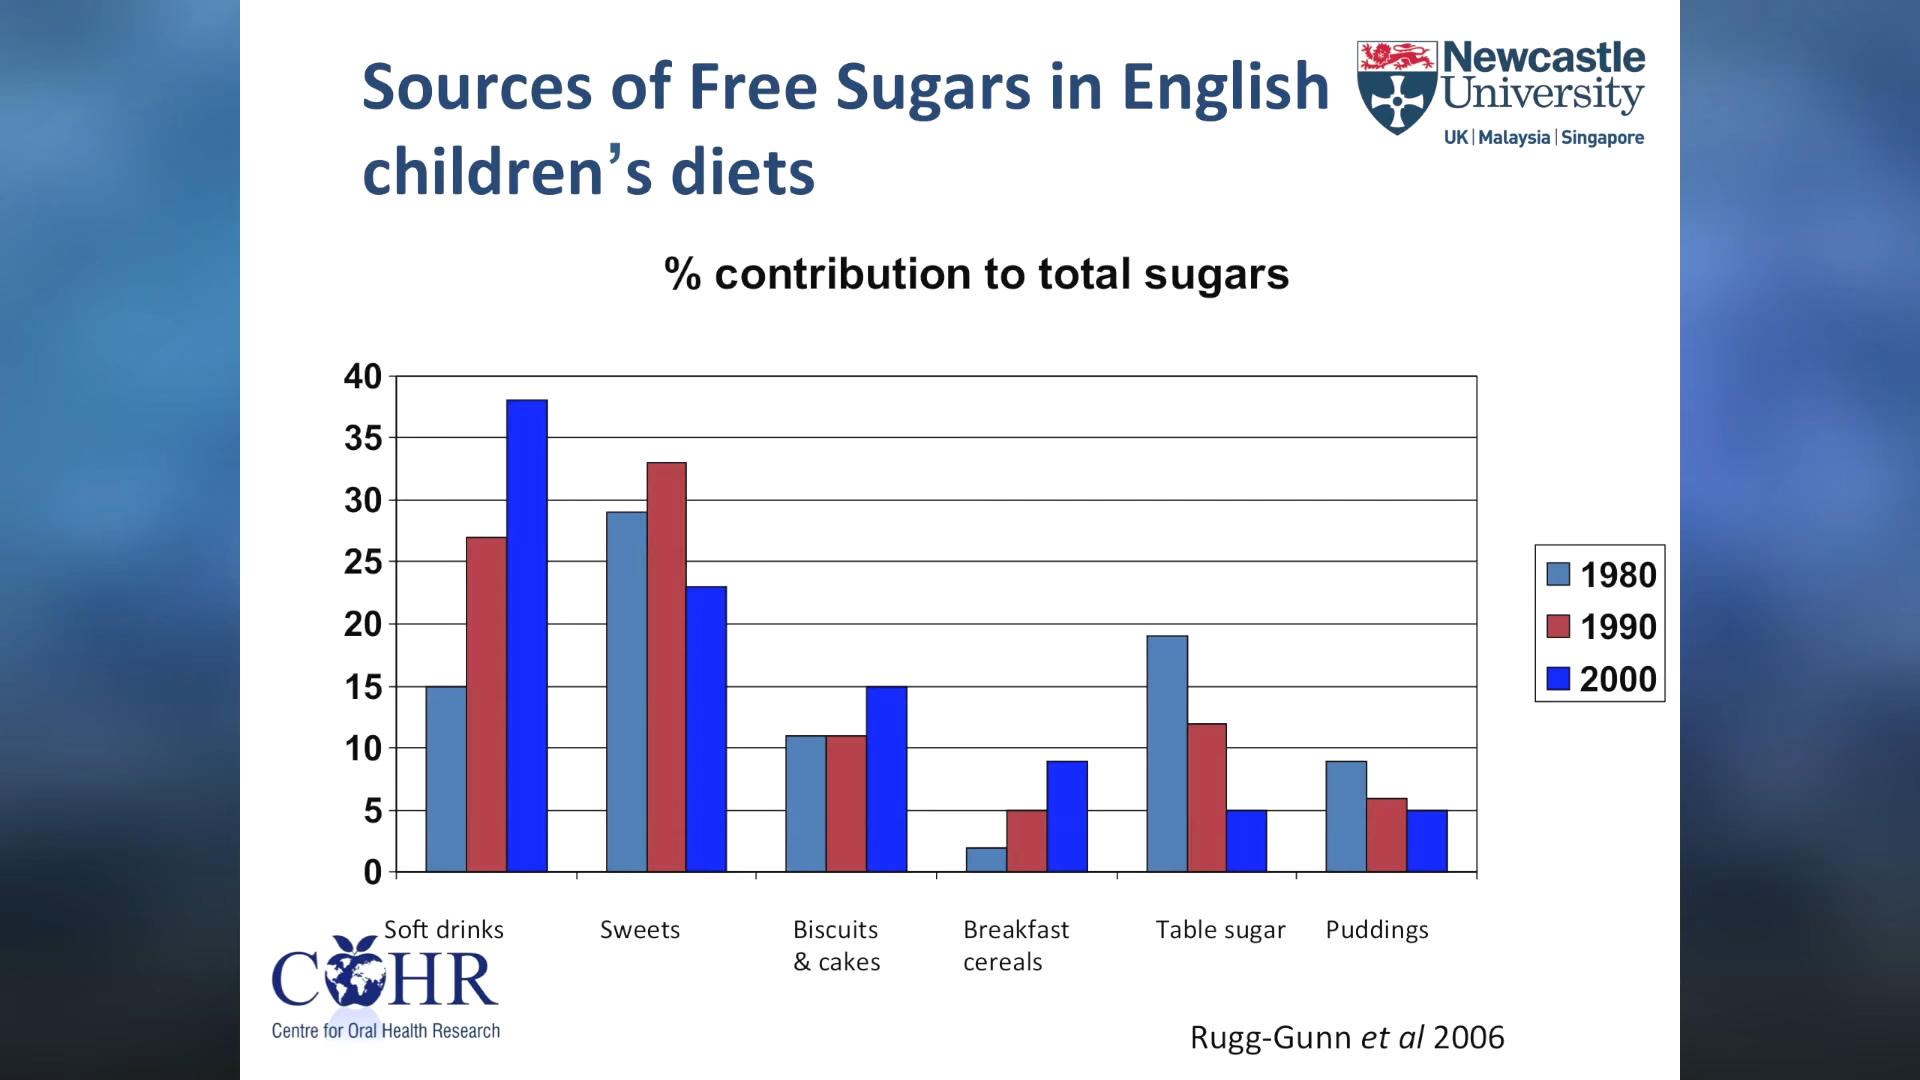 Sources of Free Sugars in English
children’s diets
Newcastle
University
UK | Malaysia | Singapore
% contribution to total sugars
40
35
30
25
20
15
10
5
0
1980
1990
2000
Soft drinks
Sweets
Biscuits
& cakes
Breakfast
cereals
Table sugar
Puddings
COHR
Centre for Oral Health Research
Rugg-Gunn et al 2006